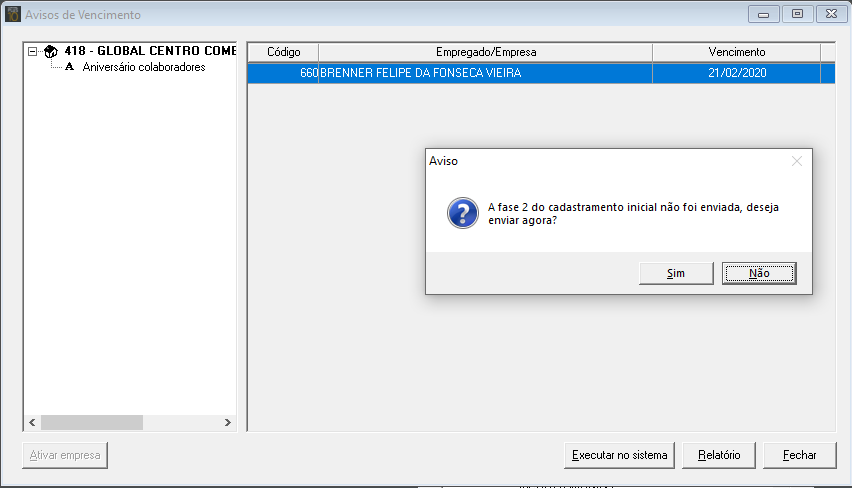 Avisos de Vencimento
418 - GLOBAL CENTRO COME
A Aniversário colaboradores
Código Empregado/Empresa Vencimento
660 BRENNER FELIPE DA FONSECA VIEIRA 21/02/2020
Aviso
A fase 2 do cadastramento inicial não foi enviada, deseja
enviar agora?
Sim Não
Ativar empresa Executar no sistema Relatório Fechar